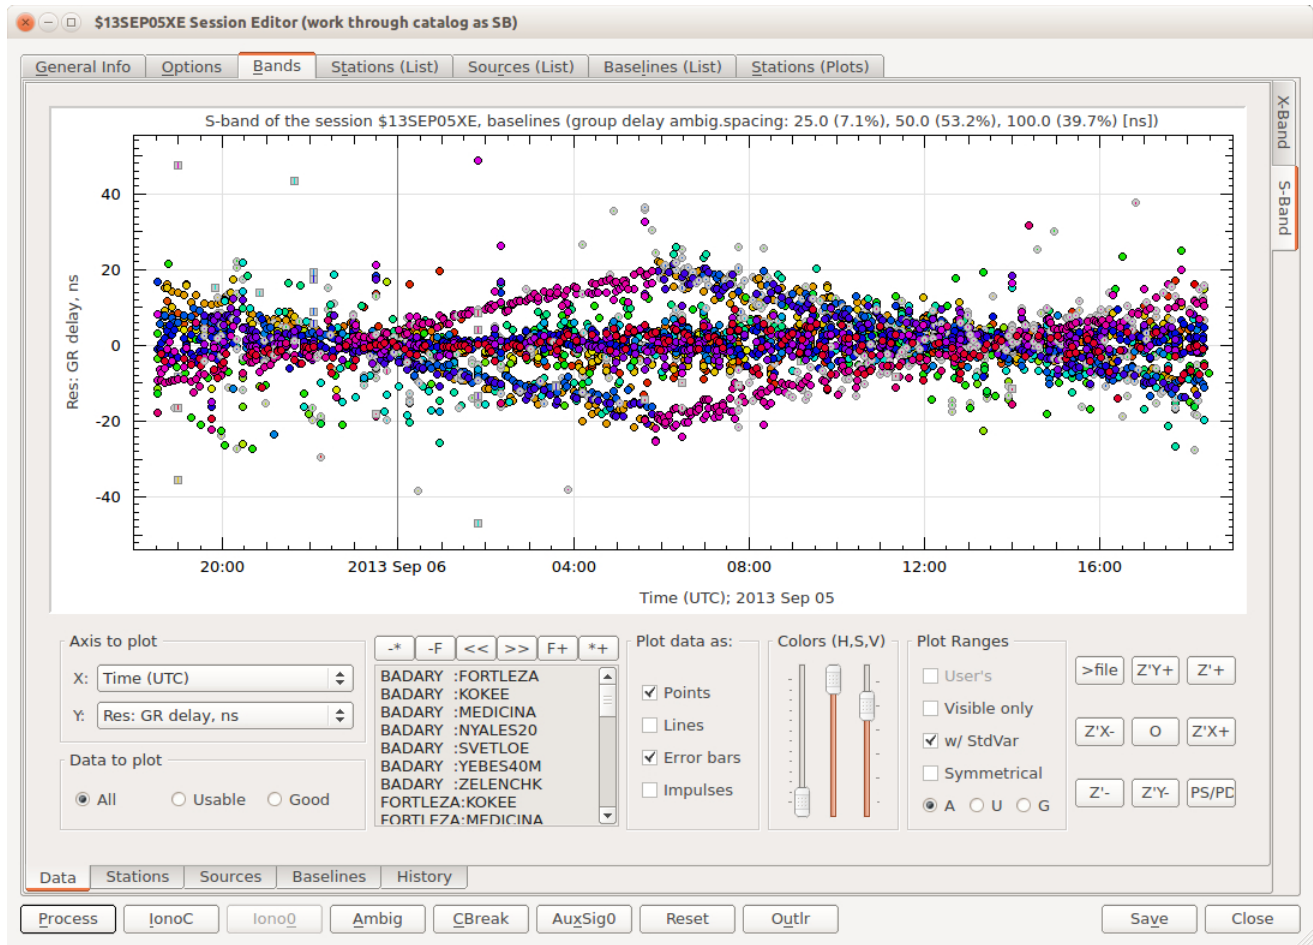 $13SEP05XE Session Editor (work through catalog as SB)
General Info Options Bands Stations (List) Sources (List) Baselines (List) Stations (Plots)
X-Band
S-Band
S-band of the session $13SEP05XE, baselines (group delay ambig.spacing: 25.0 (7.1%), 50.0 (53.2%), 100.0 (39.7%) [ns])
Res: GR delay, ns
40
20
0
-20
-40
20:00 2013 Sep 06 04:00 08:00 12:00 16:00
Time (UTC); 2013 Sep 05
Axis to plot
X: Time (UTC)
Y: Res: GR delay, ns
Data to plot
All Usable Good
-* -F << >> F+ *+
BADARY :FORTLEZA
BADARY :KOKEE
BADARY :MEDICINA
BADARY :NYALES20
BADARY :SVETLOE
BADARY :YEBES40M
BADARY :ZELENCHK
FORTLEZA:KOKEE
FORTLEZA:MEDICINA
Plot data as:
Points
Lines
Error bars
Impulses
Colors (H,S,V)
Plot Ranges
User's
Visible only
w/ StdVar
Symmetrical
A U G
>file Z'Y+ Z'+
Z'X- O Z'X+
Z'- Z'Y- PS/PD
Data Stations Sources Baselines History
Process IonoC Iono0 Ambig CBreak AuxSig0 Reset Outlr Save Close